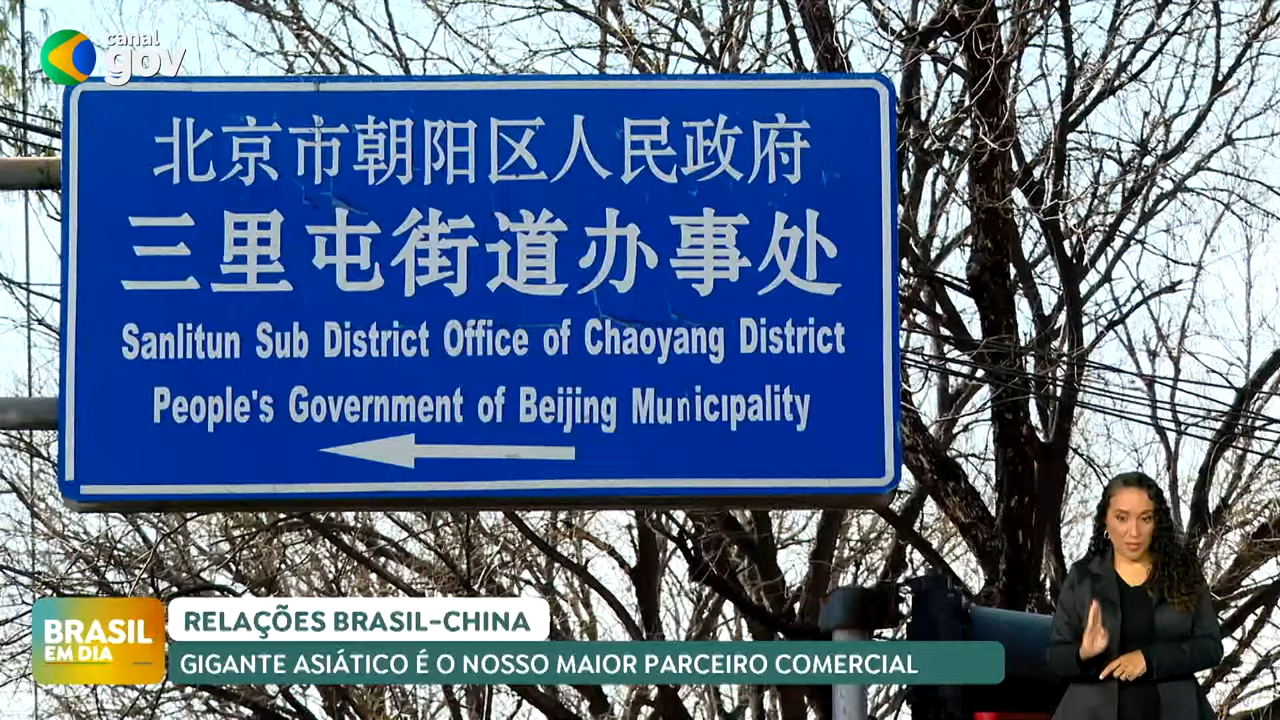 canal
gov
北京市朝阳区人民政府
三里屯街道办事处
Sanlitun Sub District Office of Chaoyang District
People's Government of Beijing Municipality
BRASIL
EM DIA
RELAÇÕES BRASIL-CHINA
GIGANTE ASIÁTICO É O NOSSO MAIOR PARCEIRO COMERCIAL